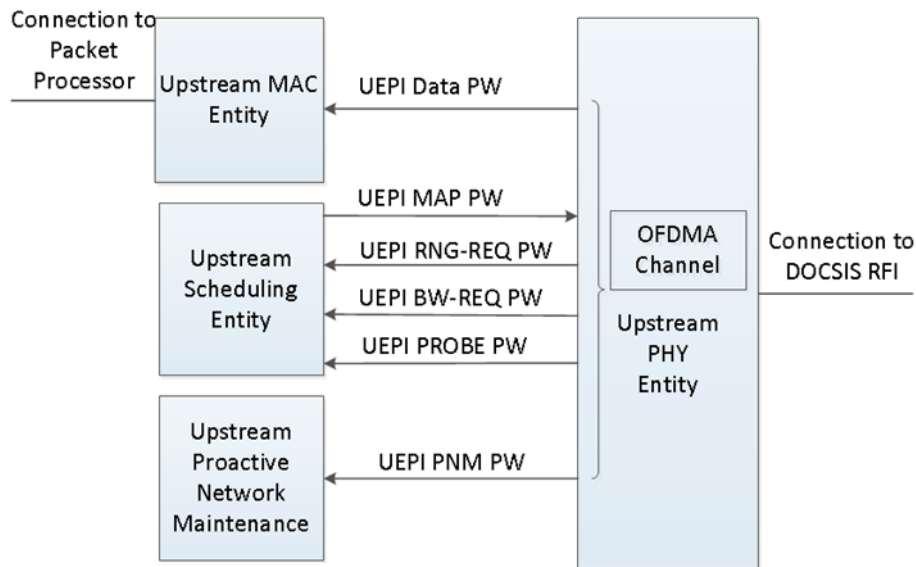 Connection to
Packet
Processor
Upstream MAC
Entity
UEPI Data PW
UEPI MAP PW
UEPI RNG-REQ PW
UEPI BW-REQ PW
UEPI PROBE PW
Upstream
Scheduling
Entity
Upstream
Proactive
Network
Maintenance
UEPI PNM PW
OFDMA
Channel
Upstream
PHY
Entity
Connection to
DOCSIS RFI